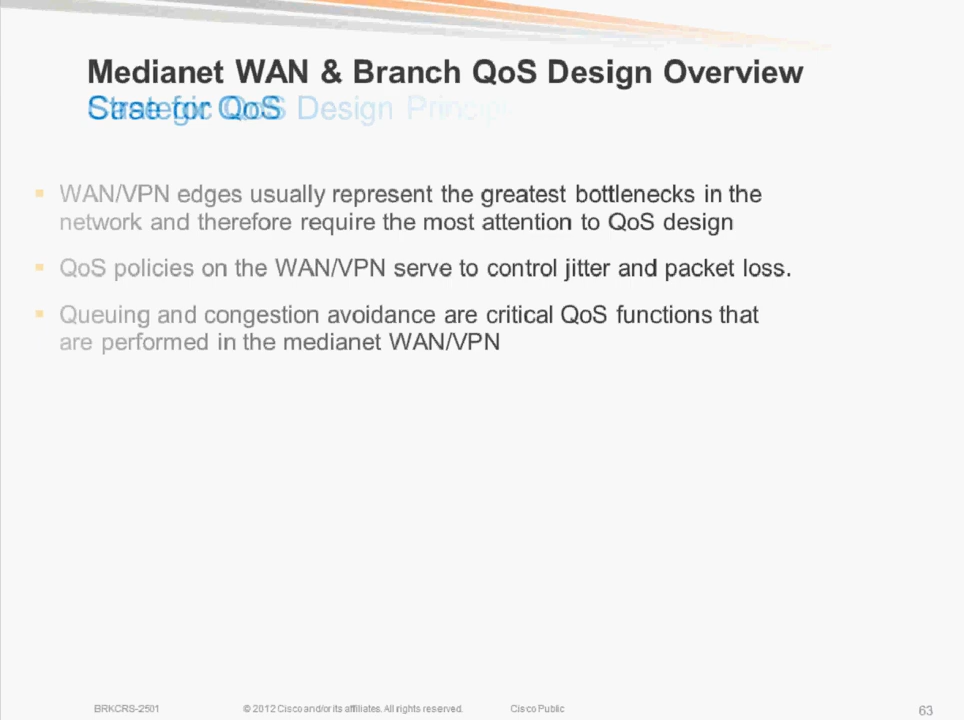 Medianet WAN & Branch QoS Design Overview
QoS Design
WAN/VPN edges usually represent the greatest bottlenecks in the
network and therefore require the most attention to QoS design
QoS policies on the WAN/VPN serve to control jitter and packet loss.
Queuing and congestion avoidance are critical QoS functions that
are performed in the medianet WAN/VPN
BRKCRS-2501
© 2012 Cisco and/or its affiliates. All rights reserved.
Cisco Public
63